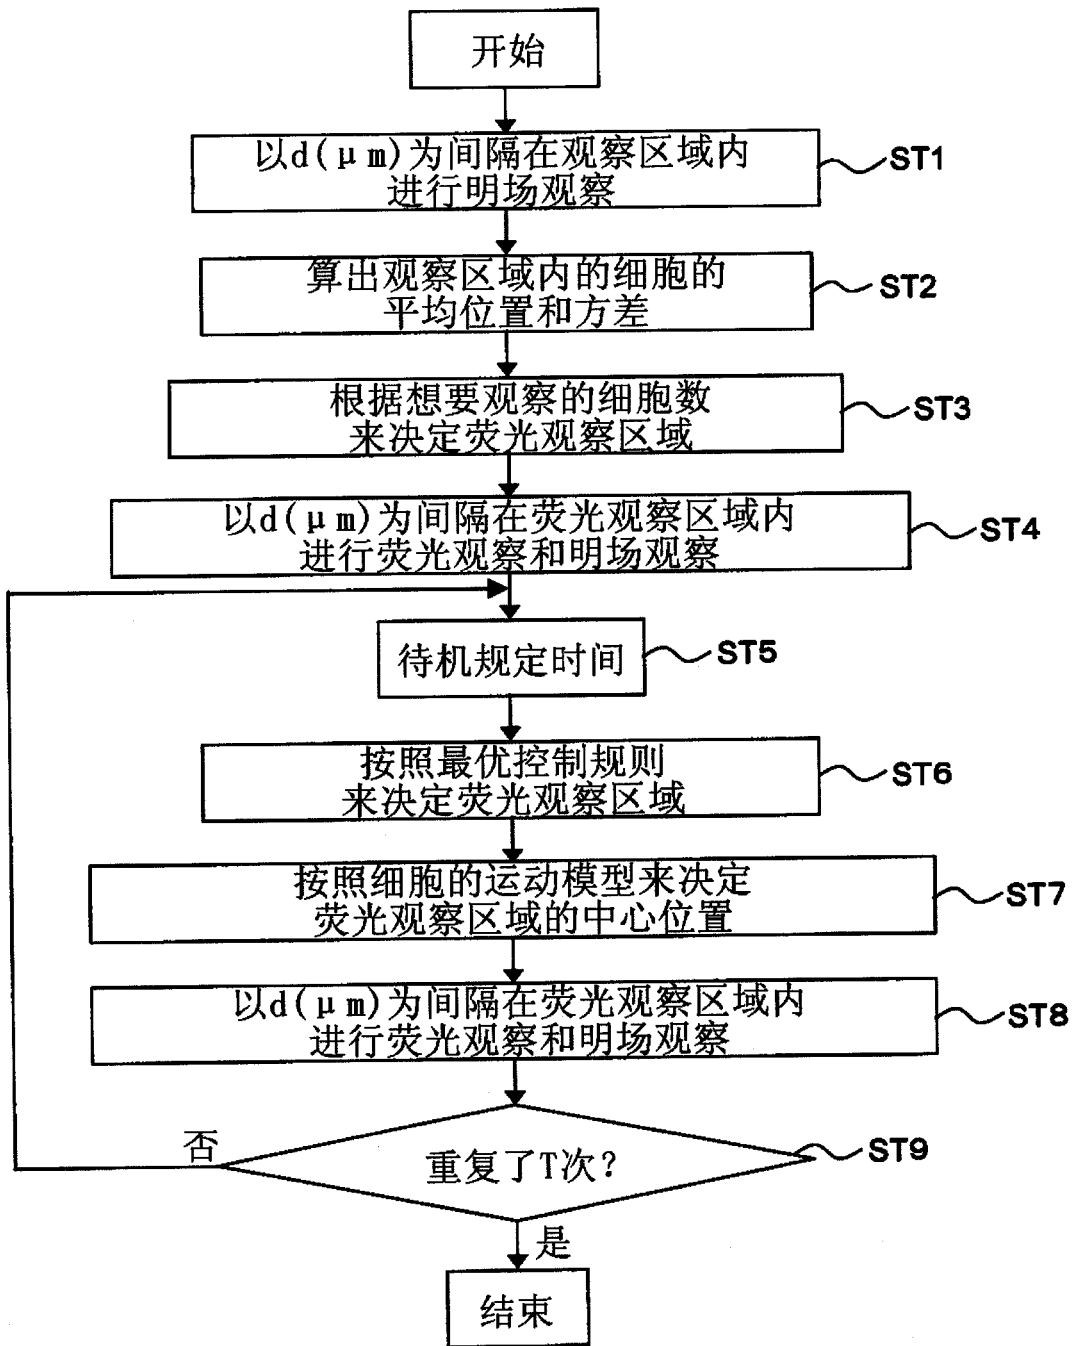 开始
以d(μm)为间隔在观察区域内
进行明场观察
ST1
算出观察区域内的细胞的
平均位置和方差
ST2
根据想要观察的细胞数
来决定荧光观察区域
ST3
以d(μm)为间隔在荧光观察区域内
进行荧光观察和明场观察
ST4
待机规定时间
ST5
按照最优控制规则
来决定荧光观察区域
ST6
按照细胞的运动模型来决定
荧光观察区域的中心位置
ST7
以d(μm)为间隔在荧光观察区域内
进行荧光观察和明场观察
ST8
否
重复了T次?
ST9
是
结束